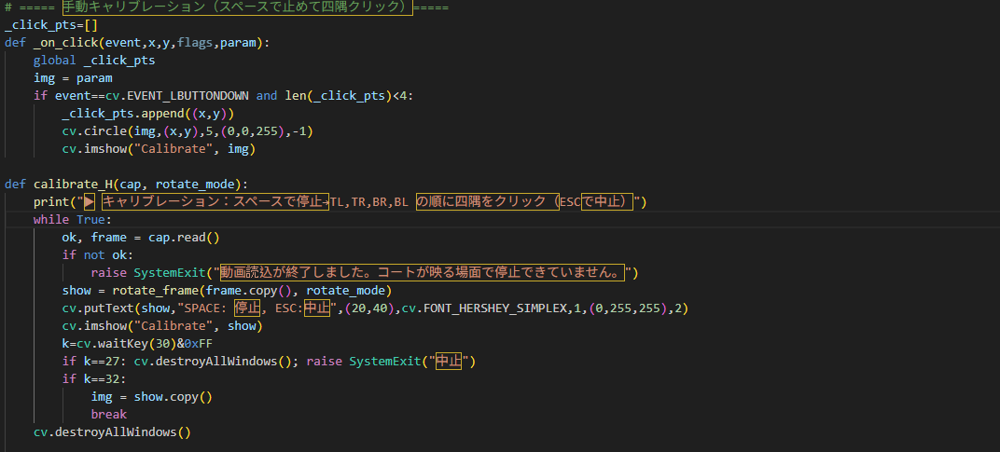 # ===== 手動キャリブレーション（スペースで止めて四隅クリック）=====
_click_pts=[]
def _on_click(event,x,y,flags,param):
    global _click_pts
    img = param
    if event==cv.EVENT_LBUTTONDOWN and len(_click_pts)<4:
        _click_pts.append((x,y))
        cv.circle(img,(x,y),5,(0,0,255),-1)
        cv.imshow("Calibrate", img)
def calibrate_H(cap, rotate_mode):
    print("▶ キャリブレーション：スペースで停止→TL,TR,BR,BL の順に四隅をクリック（ESCで中止）")
    while True:
        ok, frame = cap.read()
        if not ok:
            raise SystemExit("動画読込が終了しました。コートが映る場面で停止できていません。")
        show = rotate_frame(frame.copy(), rotate_mode)
        cv.putText(show,"SPACE: 停止, ESC:中止",(20,40),cv.FONT_HERSHEY_SIMPLEX,1,(0,255,255),2)
        cv.imshow("Calibrate", show)
        k=cv.waitKey(30)&0xFF
        if k==27: cv.destroyAllWindows(); raise SystemExit("中止")
        if k==32:
            img = show.copy()
            break
    cv.destroyAllWindows()